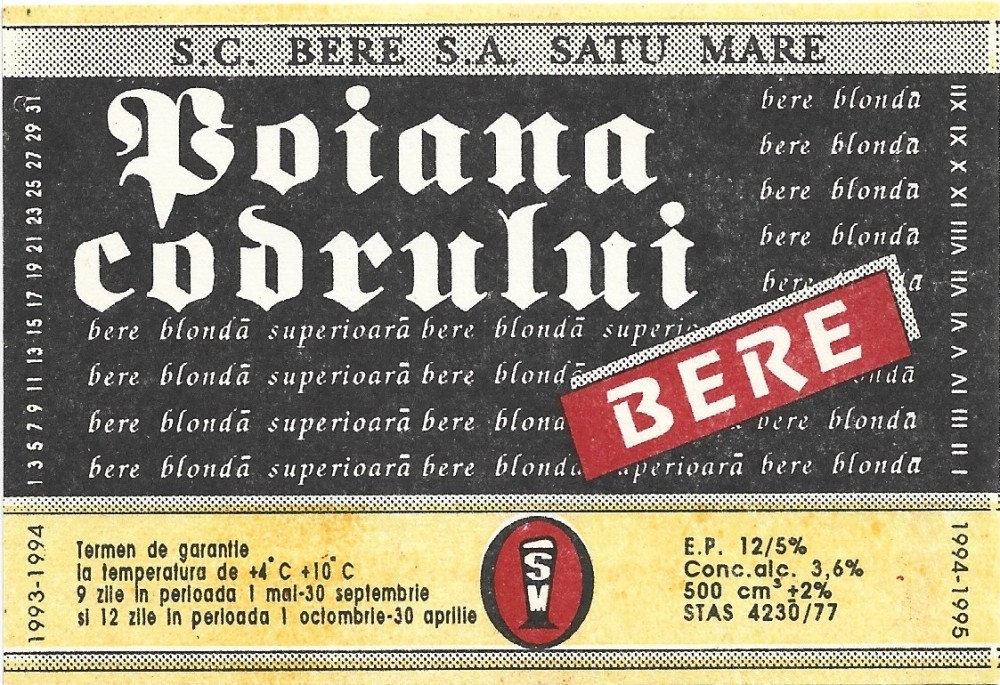 S.C. BERE S.A. SATU MARE
Poiana
codrului
bere blondă
bere blondă
bere blondă
bere blondă
bere
bere blondă superioară bere blondă
bere blondă superioară bere
bere blondă superioară bere
bere blondă
bere blondă superioară bere
bere blondă
BERE
1 3 5 7 9 11 13 15 17 19 21 23 25 27 29 31
I II III IV V VI VII VIII XI X IX XII
1993-1994
Termen de garantie
la temperatura de +4°C +10°C
9 zile in perioada 1 mai-30 septembrie
si 12 zile in perioada 1 octombrie-30 aprilie
S
M
E.P. 12/5%
Conc.alc. 3,6%
500 cm³ ±2%
STAS 4230/77
1994-1995